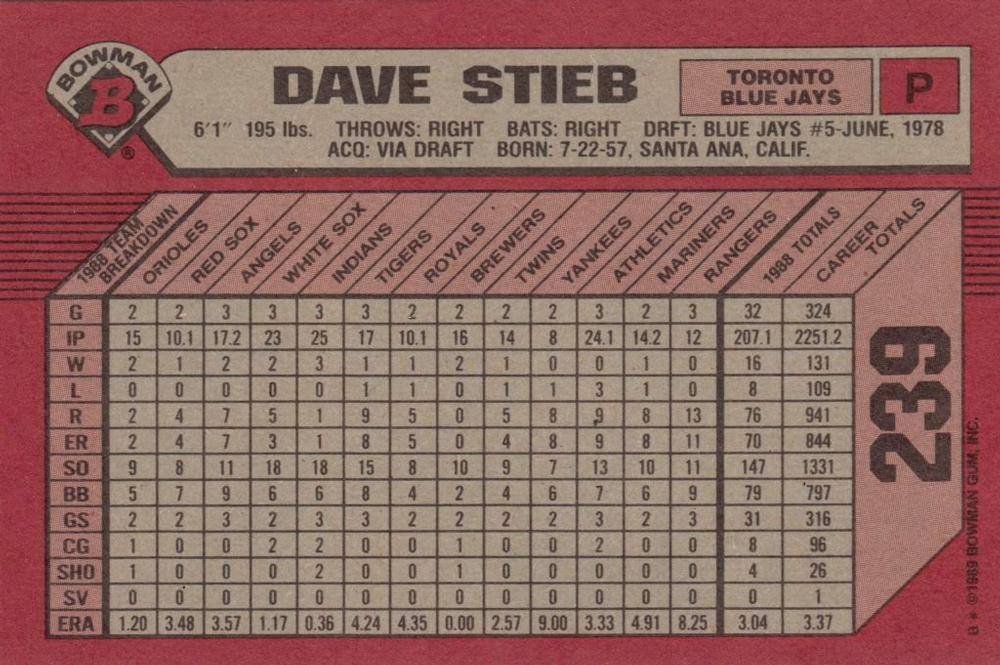 BOWMAN
B
®
DAVE STIEB
TORONTO
BLUE JAYS
P
6'1" 195 lbs. THROWS: RIGHT BATS: RIGHT DRFT: BLUE JAYS #5-JUNE, 1978
ACQ: VIA DRAFT BORN: 7-22-57, SANTA ANA, CALIF.
1988 TEAM BREAKDOWN ORIOLES RED SOX ANGELS WHITE SOX INDIANS TIGERS ROYALS BREWERS TWINS YANKEES ATHLETICS MARINERS RANGERS 1988 TOTALS CAREER TOTALS
G 2 2 3 3 3 3 2 2 2 2 3 2 3 32 324
IP 15 10.1 17.2 23 25 17 10.1 16 14 8 24.1 14.2 12 207.1 2251.2
W 2 1 2 2 3 1 1 2 1 0 0 1 0 16 131
L 0 0 0 0 0 1 1 0 1 1 3 1 0 8 109
R 2 4 7 5 1 9 5 0 5 8 9 8 13 76 941
ER 2 4 7 3 1 8 5 0 4 8 9 8 11 70 844
SO 9 8 11 18 18 15 8 10 9 7 13 10 11 147 1331
BB 5 7 9 6 6 8 4 2 4 6 7 6 9 79 797
GS 2 2 3 2 3 3 2 2 2 2 3 2 3 31 316
CG 1 0 0 2 2 0 0 1 0 0 2 0 0 8 96
SHO 1 0 0 0 2 0 0 1 0 0 0 0 0 4 26
SV 0 0 0 0 0 0 0 0 0 0 0 0 0 0 1
ERA 1.20 3.48 3.57 1.17 0.36 4.24 4.35 0.00 2.57 9.00 3.33 4.91 8.25 3.04 3.37
239
B * ©1989 BOWMAN GUM, INC.